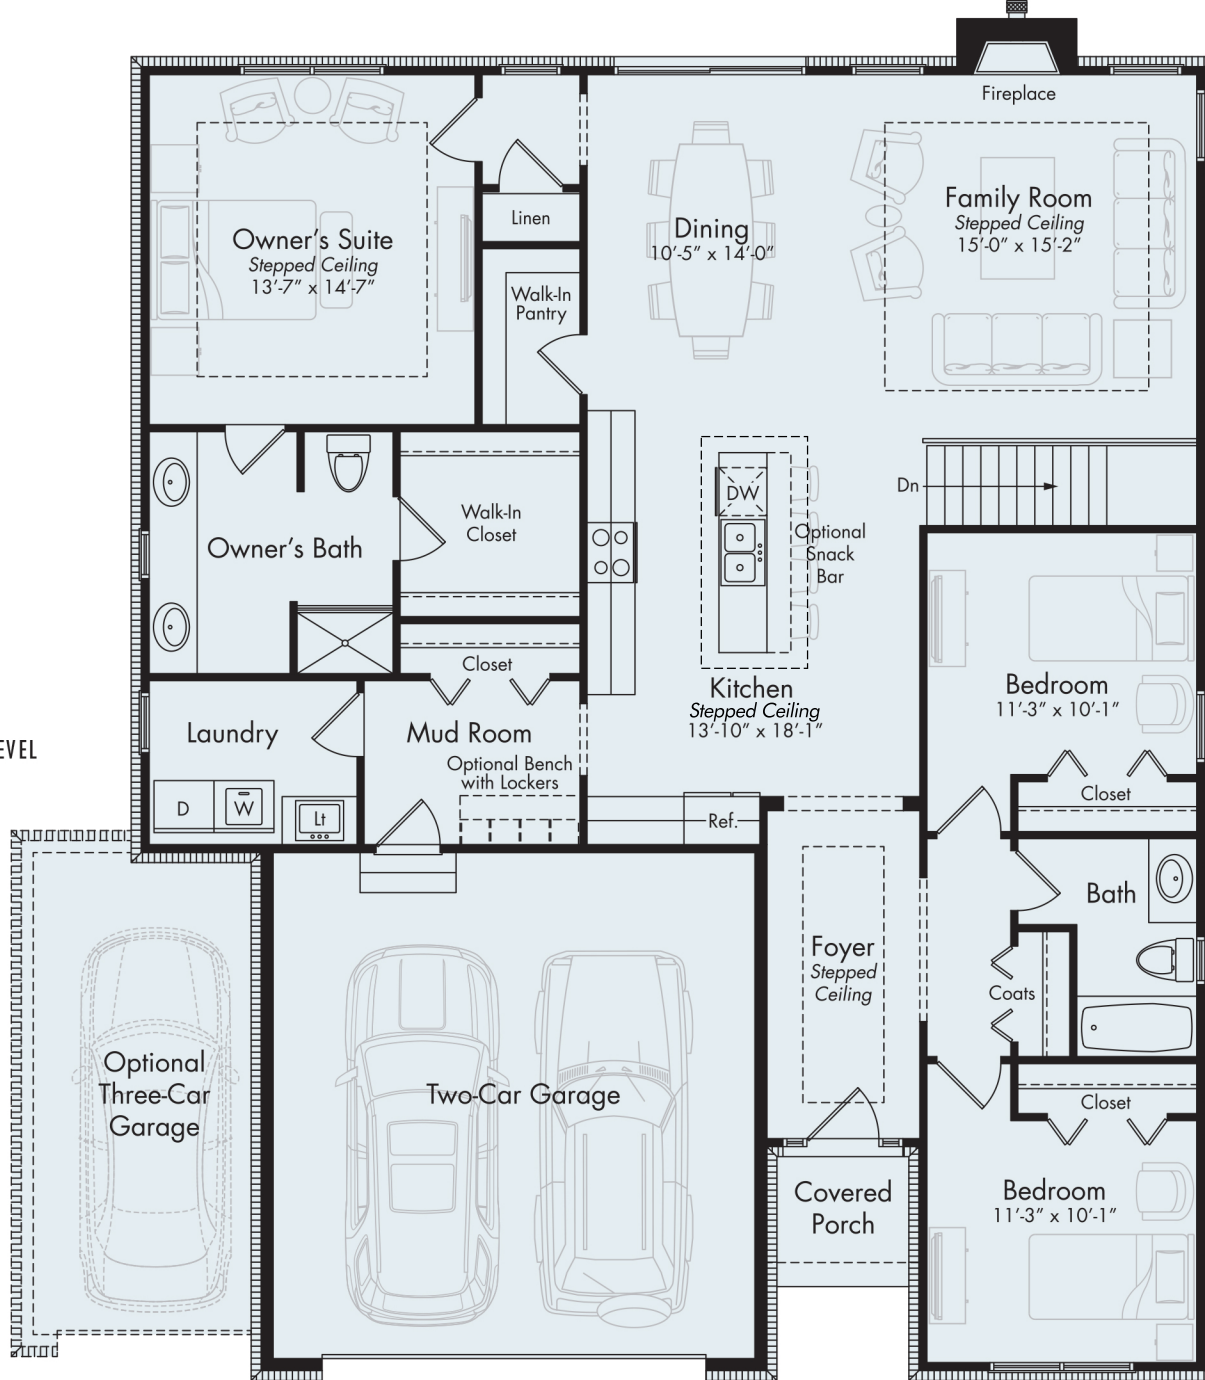 Fireplace
Owner's Suite
Stepped Ceiling
13'-7" x 14'-7"
Linen
Walk-In
Pantry
Dining
10'-5" x 14'-0"
Family Room
Stepped Ceiling
15'-0" x 15'-2"
Owner's Bath
Walk-In
Closet
DW
Optional
Snack
Bar
Dn
Closet
Kitchen
Stepped Ceiling
13'-10" x 18'-1"
Bedroom
11'-3" x 10'-1"
Closet
Laundry
D
W
Lt
Mud Room
Optional Bench
with Lockers
Ref.
Bath
Foyer
Stepped
Ceiling
Coats
Optional
Three-Car
Garage
Two-Car Garage
Closet
Covered
Porch
Bedroom
11'-3" x 10'-1"